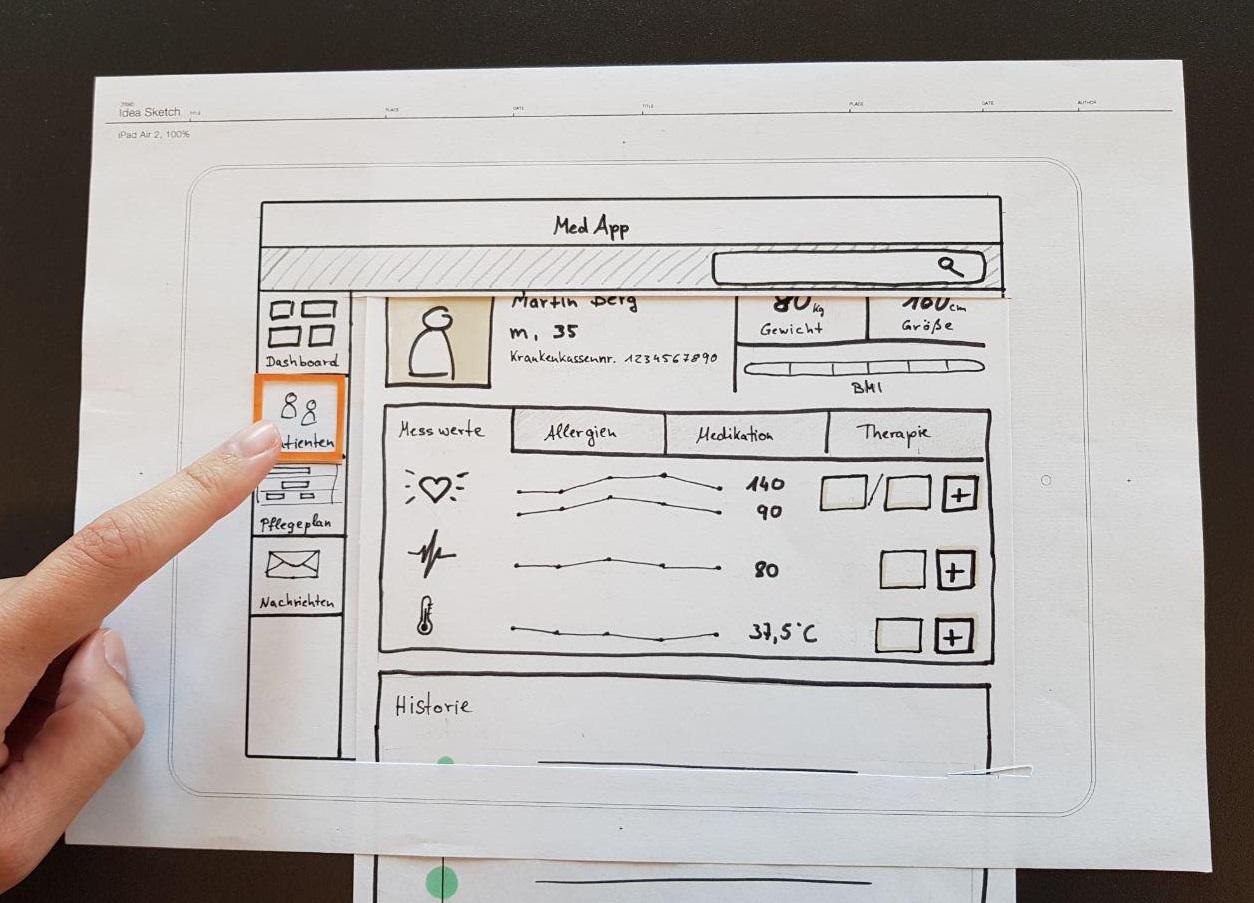 Idea Sketch
TITLE
PLACE
DATE
TITLE
PLACE
DATE
AUTHOR
iPad Air 2, 100%
Med App
Dashboard
tienten
Pflegeplan
Nachrichten
Martin Berg
m, 35
Krankenkassennr. 1234567890
80 kg
Gewicht
180 cm
Größe
BMI
Messwerte
Allergien
Medikation
Therapie
140
90
/
+
80
+
37,5°C
+
Historie